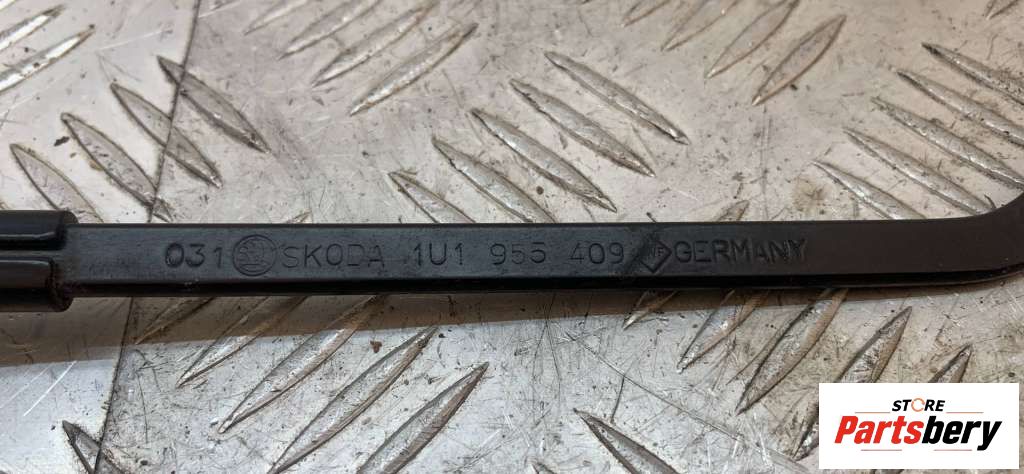 031 SKODA 1U1 955 409 GERMANY
STORE
Partsbery